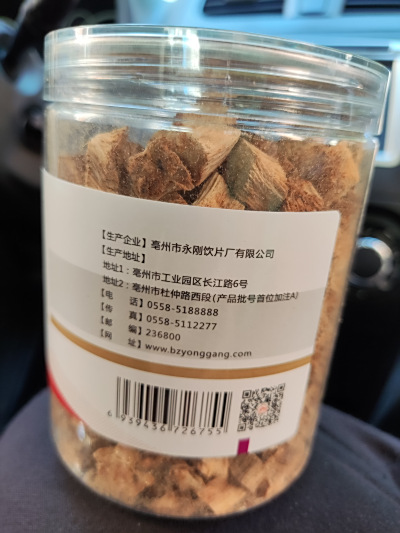 【生产企业】亳州市永刚饮片厂有限公司
【生产地址】
地址1：亳州市工业园区长江路6号
地址2：亳州市杜仲路西段(产品批号首位加注A)
【电 话】0558-5188888
【传 真】0558-5112277
【邮 编】236800
【网 址】www.bzyonggang.com
6 939456 726755